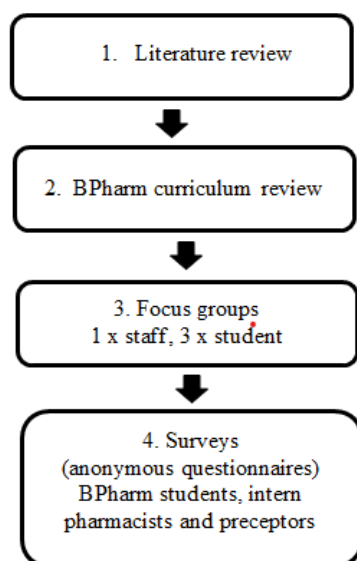 1. Literature review
2. BPharm curriculum review
3. Focus groups
1 x staff, 3 x student
4. Surveys
(anonymous questionnaires)
BPharm students, intern
pharmacists and preceptors